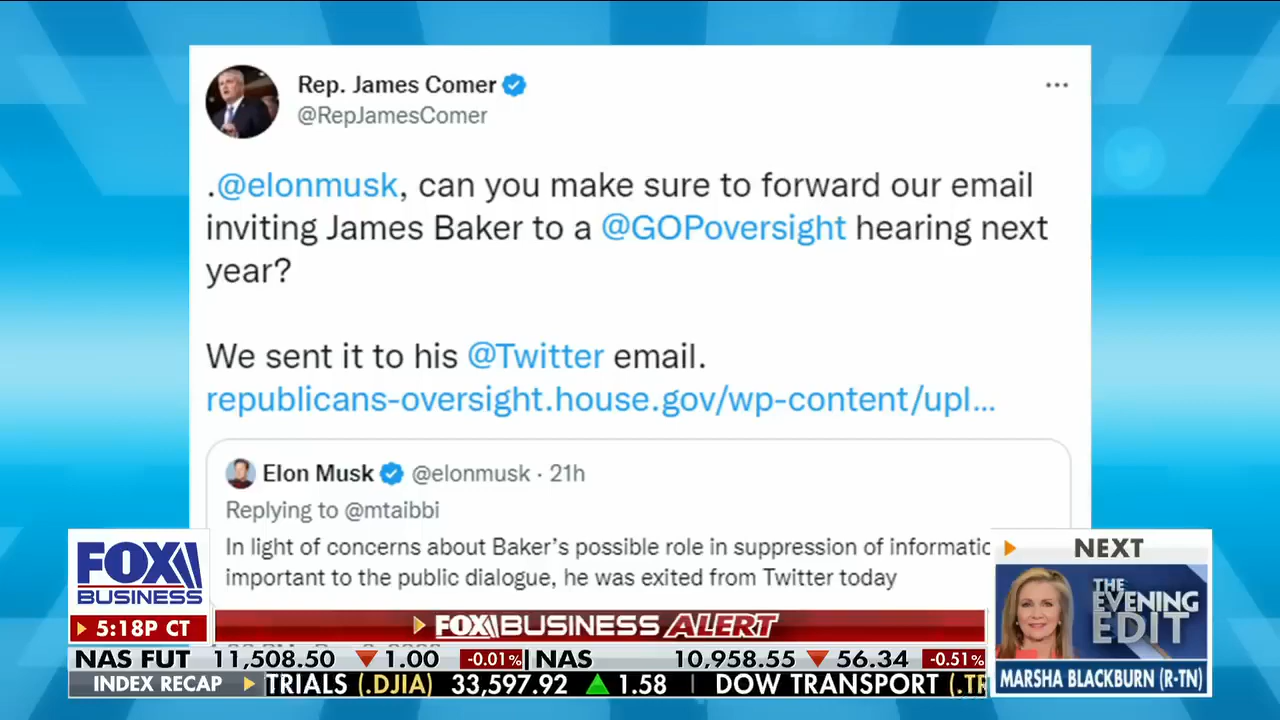 Rep. James Comer
@RepJamesComer
.@elonmusk, can you make sure to forward our email
inviting James Baker to a @GOPoversight hearing next
year?
We sent it to his @Twitter email.
republicans-oversight.house.gov/wp-content/upl...
Elon Musk @elonmusk · 21h
Replying to @mtaibbi
In light of concerns about Baker's possible role in suppression of informatio
important to the public dialogue, he was exited from Twitter today
FOX
BUSINESS
5:18P CT
NEXT
THE
EVENING
EDIT
MARSHA BLACKBURN (R-TN)
FOX BUSINESS ALERT
NAS FUT 11,508.50 1.00 -0.01% NAS 10,958.55 56.34 -0.51%
INDEX RECAP TRIALS (.DJIA) 33,597.92 1.58 DOW TRANSPORT (.TR